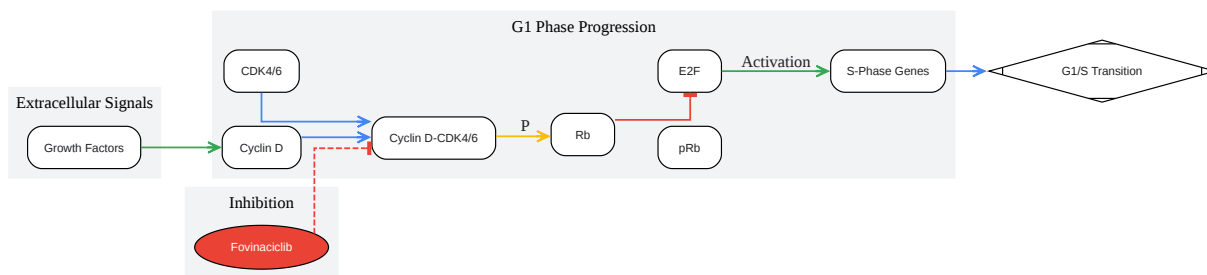 G1 Phase Progression
CDK4/6
E2F
Activation
S-Phase Genes
G1/S Transition
Extracellular Signals
Growth Factors
Cyclin D
Cyclin D-CDK4/6
P
Rb
pRb
Inhibition
Fovinaciclib